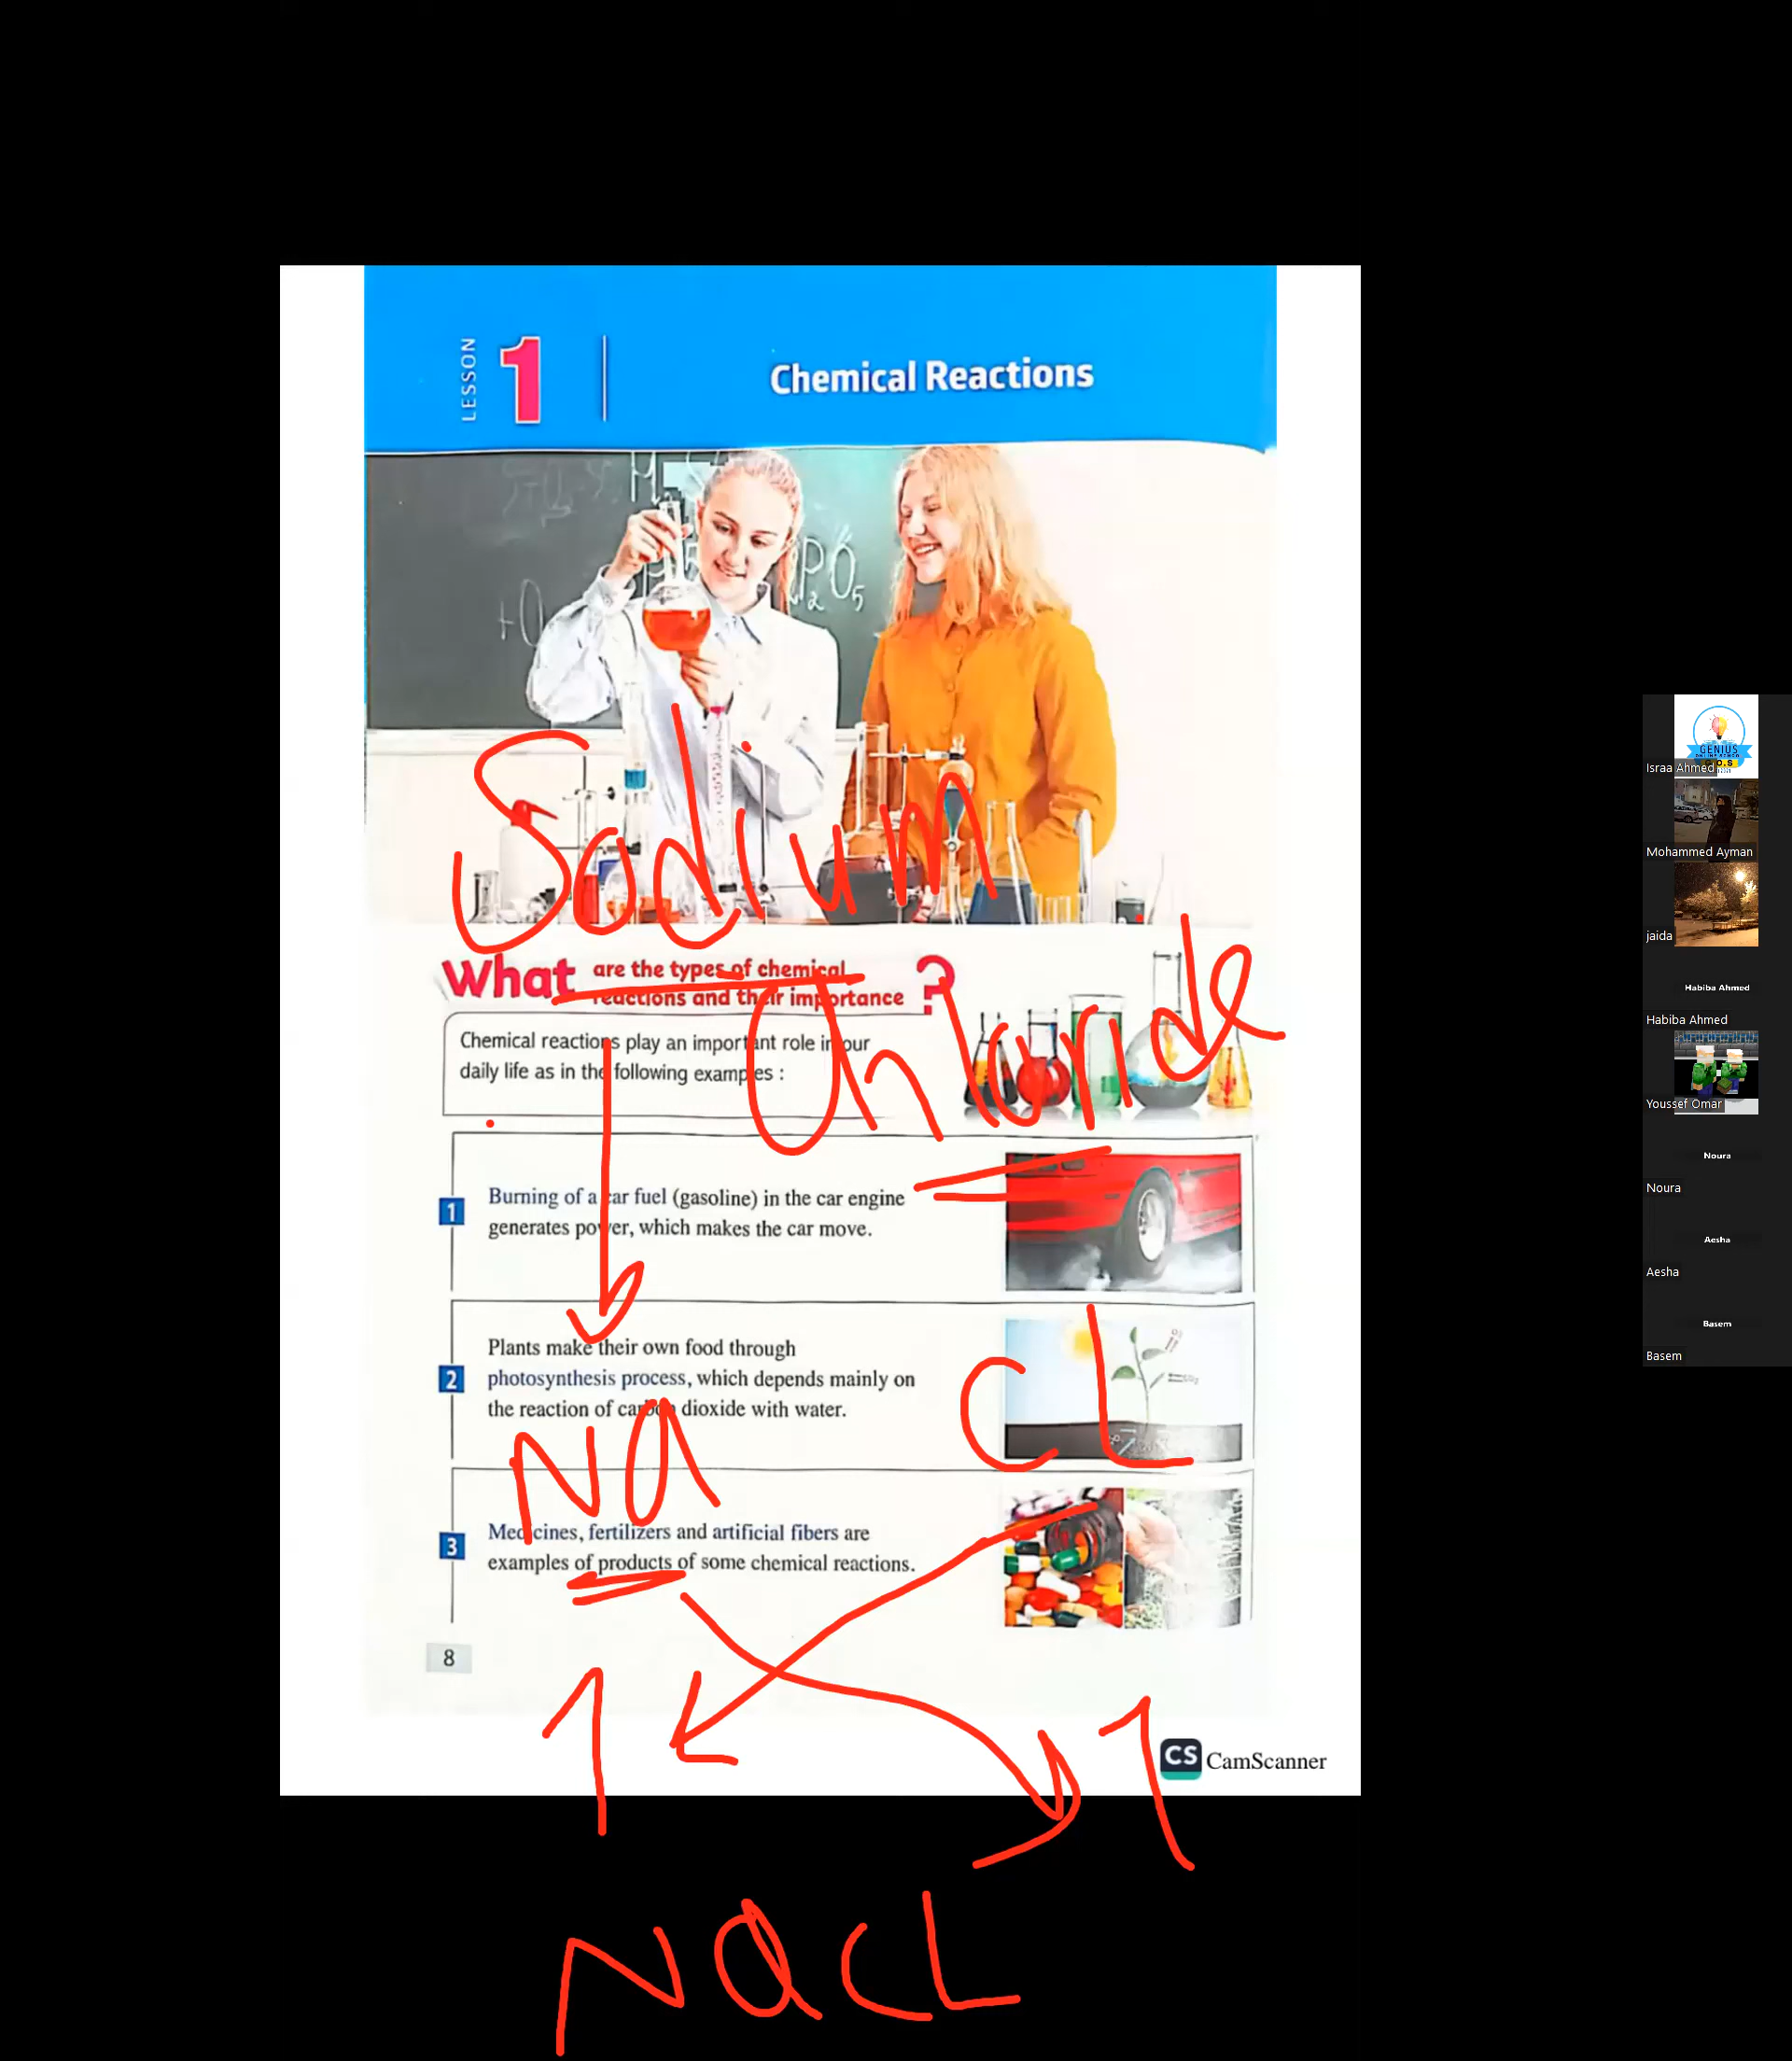 LESSON
1
Chemical Reactions
P2O5
+O
Sodium
What are the types of chemical
reactions and their importance ?
Chloride
Chemical reactions play an important role in our
daily life as in the following examples :
1
Burning of a car fuel (gasoline) in the car engine
generates power, which makes the car move.
2
Plants make their own food through
photosynthesis process, which depends mainly on
the reaction of carbon dioxide with water.
Na
CL
3
Medicines, fertilizers and artificial fibers are
examples of products of some chemical reactions.
8
1
1
CS CamScanner
NaCL
GENIUS
Israa Ahmed
Mohammed Ayman
jaida
Habiba Ahmed
Habiba Ahmed
Youssef Omar
Noura
Noura
Aesha
Aesha
Basem
Basem